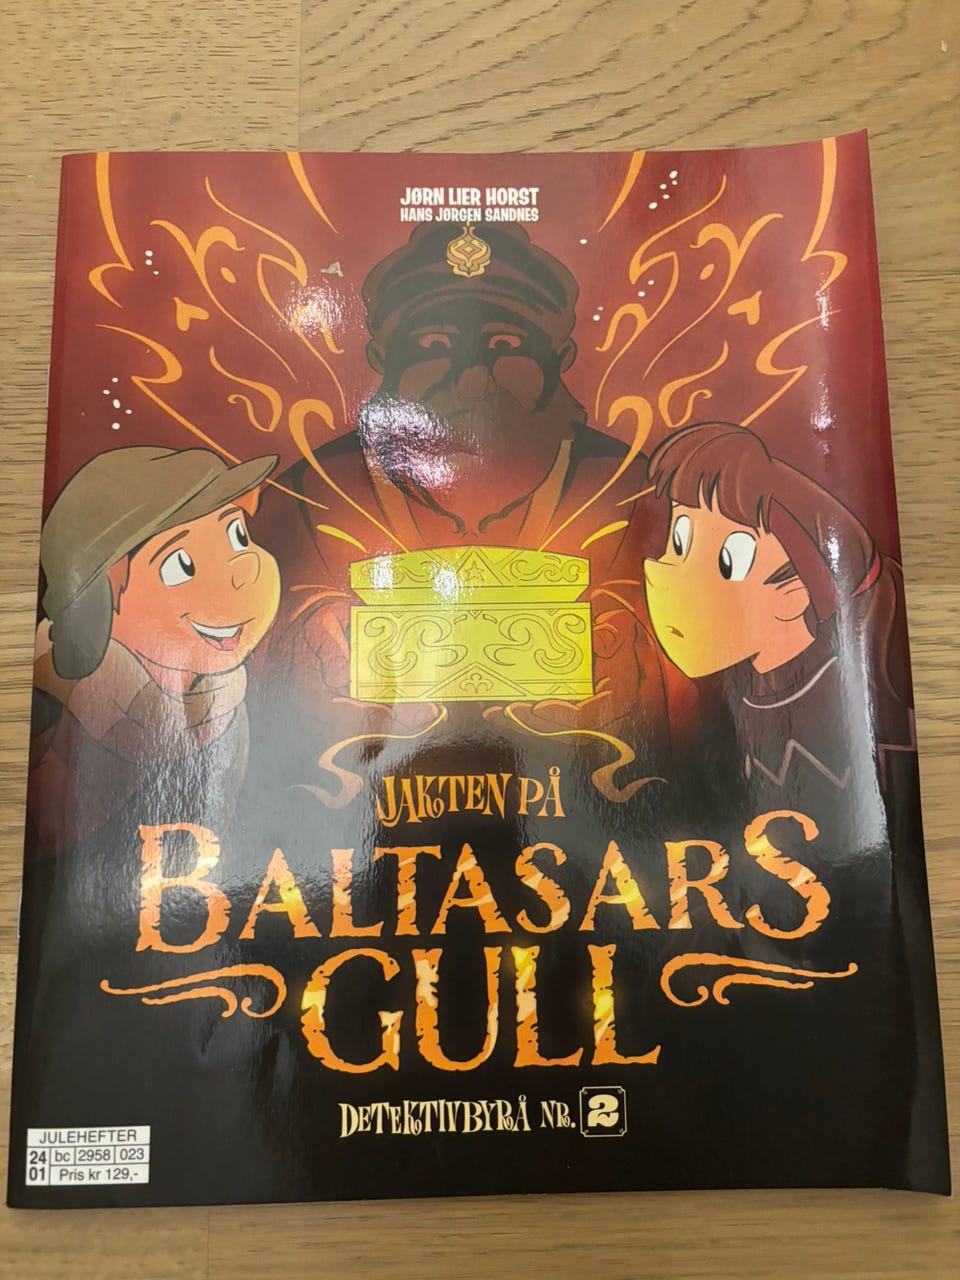 JØRN LIER HORST
HANS JØRGEN SANDNES
JAKTEN PÅ
BALTASARS
GULL
DETEKTIVBYRÅ NR. 2
JULEHEFTER
24 bc 2958 023
01 Pris kr 129,-